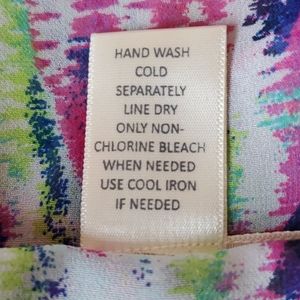 HAND WASH
COLD
SEPARATELY
LINE DRY
ONLY NON-
CHLORINE BLEACH
WHEN NEEDED
USE COOL IRON
IF NEEDED